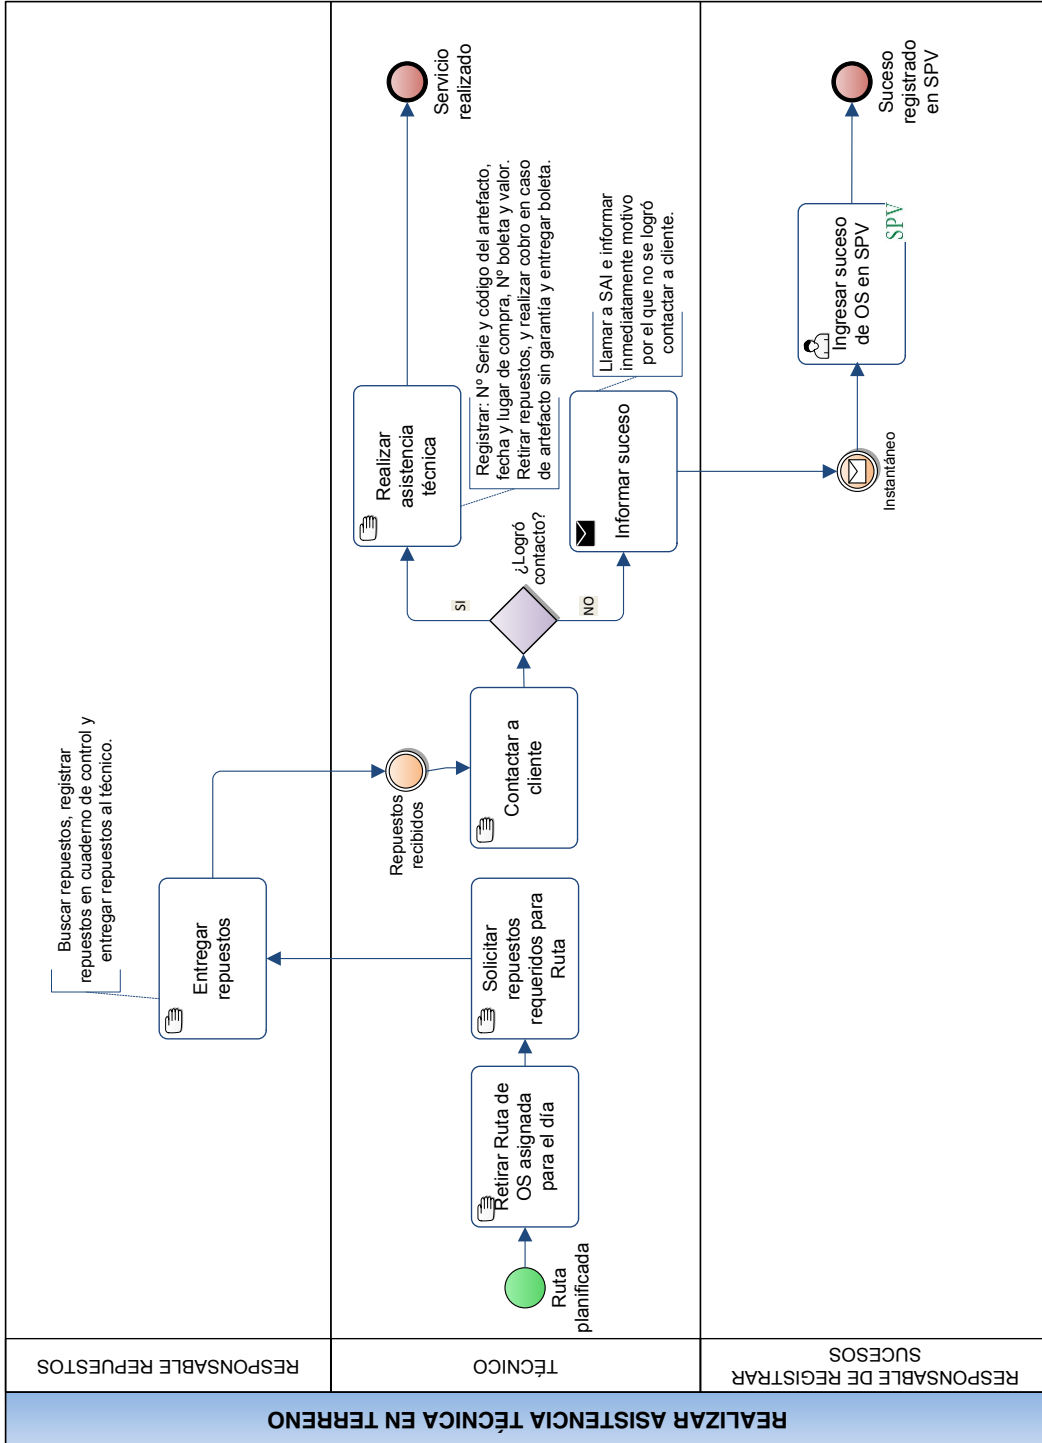 REALIZAR ASISTENCIA TÉCNICA EN TERRENO
RESPONSABLE REPUESTOS
Buscar repuestos, registrar
repuestos en cuaderno de control y
entregar repuestos al técnico.
Entregar
repuestos
TÉCNICO
Ruta
planificada
Retirar Ruta de
OS asignada
para el día
Solicitar
repuestos
requeridos para
Ruta
Repuestos
recibidos
Contactar a
cliente
¿Logró
contacto?
SI
NO
Realizar
asistencia
técnica
Registrar: Nº Serie y código del artefacto,
fecha y lugar de compra, Nº boleta y valor.
Retirar repuestos, y realizar cobro en caso
de artefacto sin garantía y entregar boleta.
Servicio
realizado
Informar suceso
Llamar a SAI e informar
inmediatamente motivo
por el que no se logró
contactar a cliente.
RESPONSABLE DE REGISTRAR
SUCESOS
Instantáneo
Ingresar suceso
de OS en SPV
SPV
Suceso
registrado
en SPV